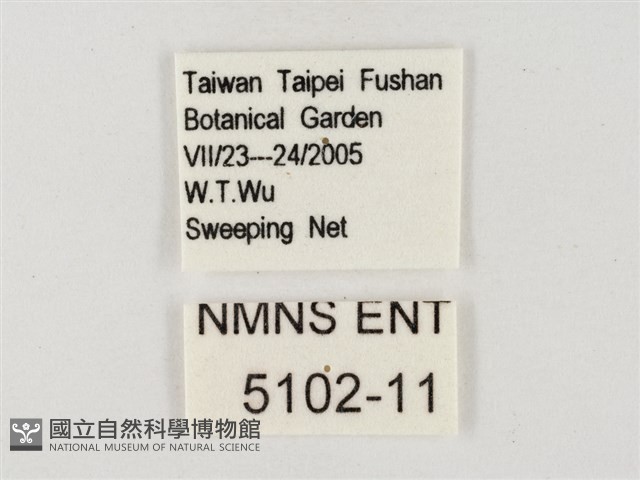 Taiwan Taipei Fushan
Botanical Garden
VII/23---24/2005
W.T.Wu
Sweeping Net
NMNS ENT
5102-11
國立自然科學博物館
NATIONAL MUSEUM OF NATURAL SCIENCE